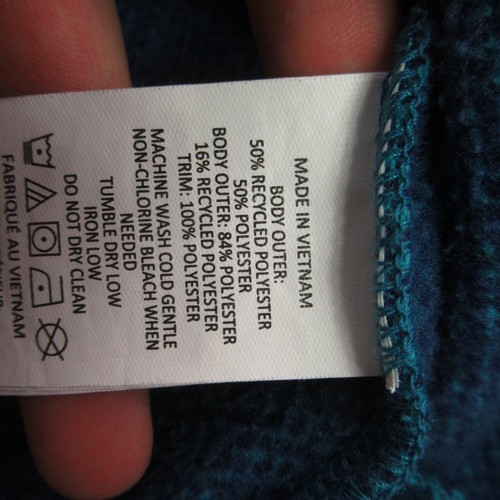 MADE IN VIETNAM
BODY OUTER:
50% RECYCLED POLYESTER
50% POLYESTER
BODY OUTER: 84% POLYESTER
16% RECYCLED POLYESTER
TRIM: 100% POLYESTER
MACHINE WASH COLD GENTLE
NON-CHLORINE BLEACH WHEN
NEEDED
TUMBLE DRY LOW
IRON LOW
DO NOT DRY CLEAN
FABRIQUÉ AU VIETNAM